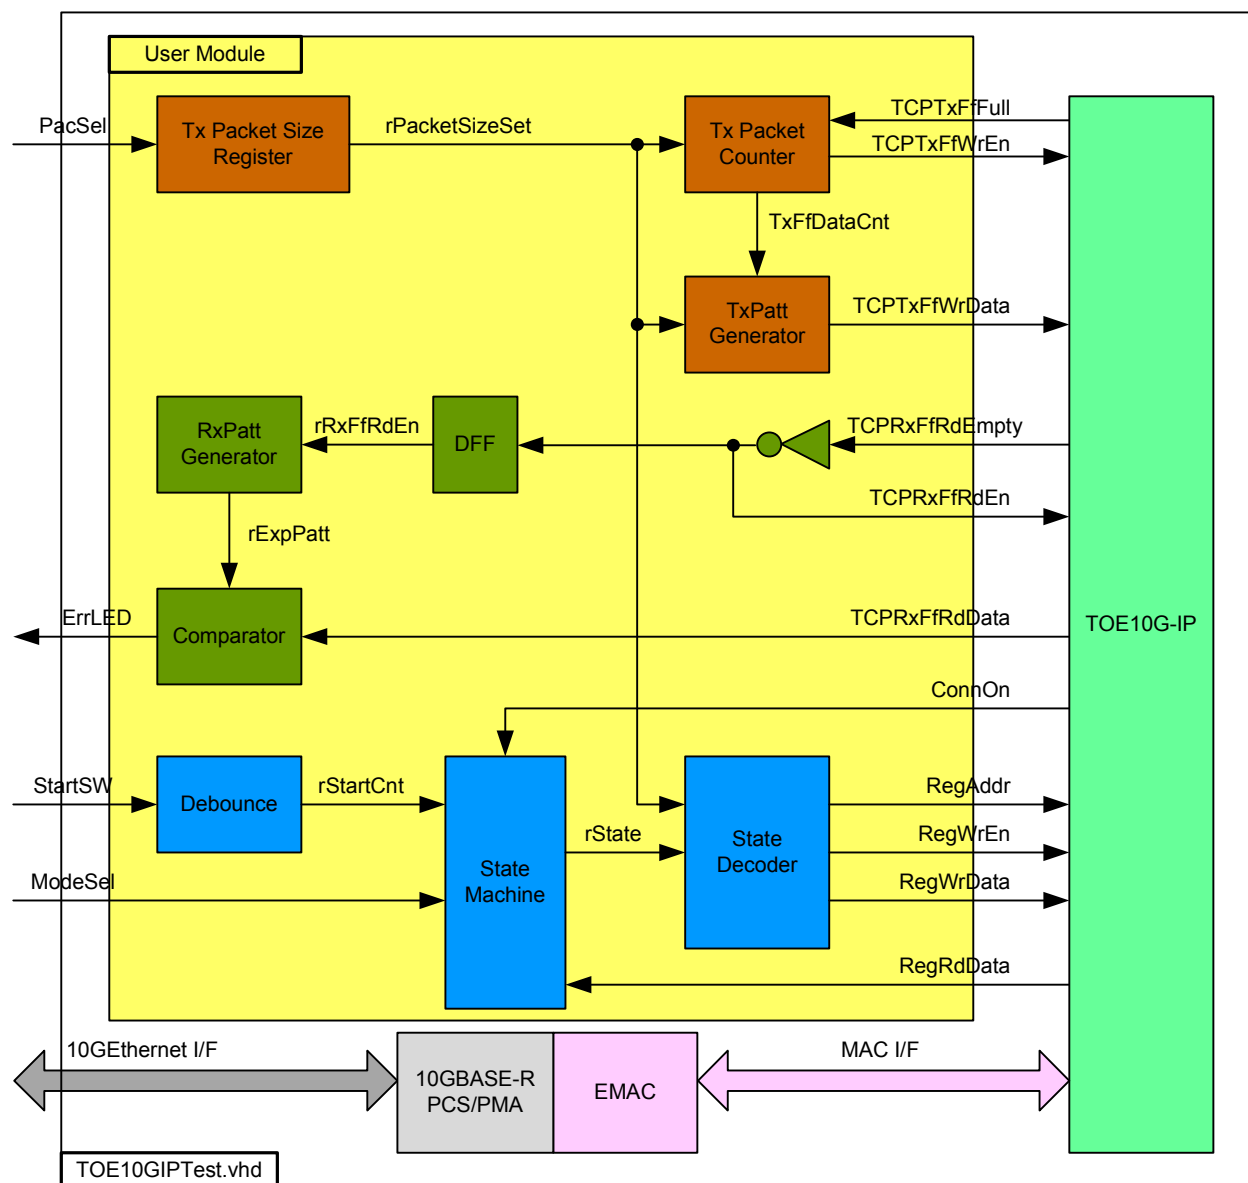 User Module
PacSel
Tx Packet Size
Register
rPacketSizeSet
Tx Packet
Counter
TCPTxFfFull
TCPTxFfWrEn
TxFfDataCnt
TxPatt
Generator
TCPTxFfWrData
RxPatt
Generator
rRxFfRdEn
DFF
TCPRxFfRdEmpty
TCPRxFfRdEn
rExpPatt
ErrLED
Comparator
TCPRxFfRdData
TOE10G-IP
ConnOn
StartSW
Debounce
rStartCnt
State
Machine
rState
State
Decoder
RegAddr
RegWrEn
RegWrData
ModeSel
RegRdData
10GEthernet I/F
10GBASE-R
PCS/PMA
EMAC
MAC I/F
TOE10GIPTest.vhd